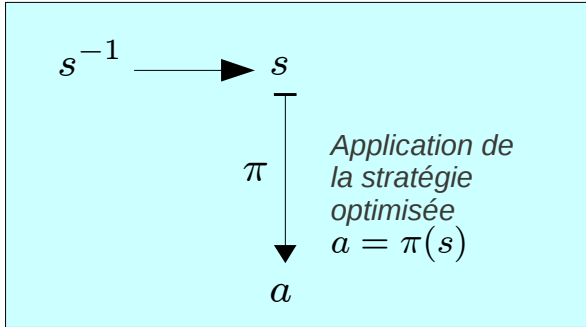 s⁻¹ s
π
Application de
la stratégie
optimisée
a = π(s)
a